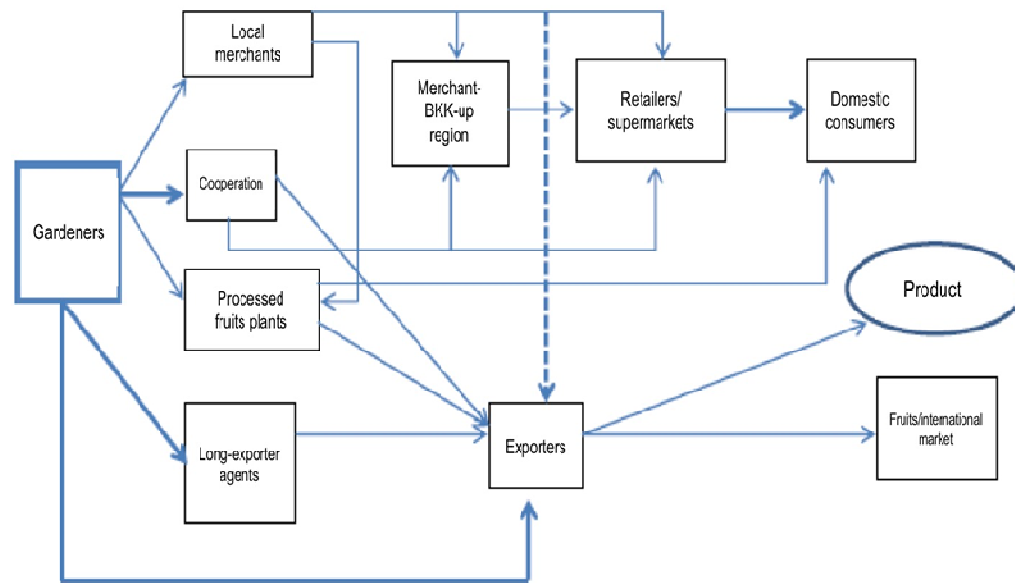 Local
merchants
Merchant-
BKK-up
region
Retailers/
supermarkets
Domestic
consumers
Cooperation
Gardeners
Processed
fruits plants
Product
Long-exporter
agents
Exporters
Fruits/international
market